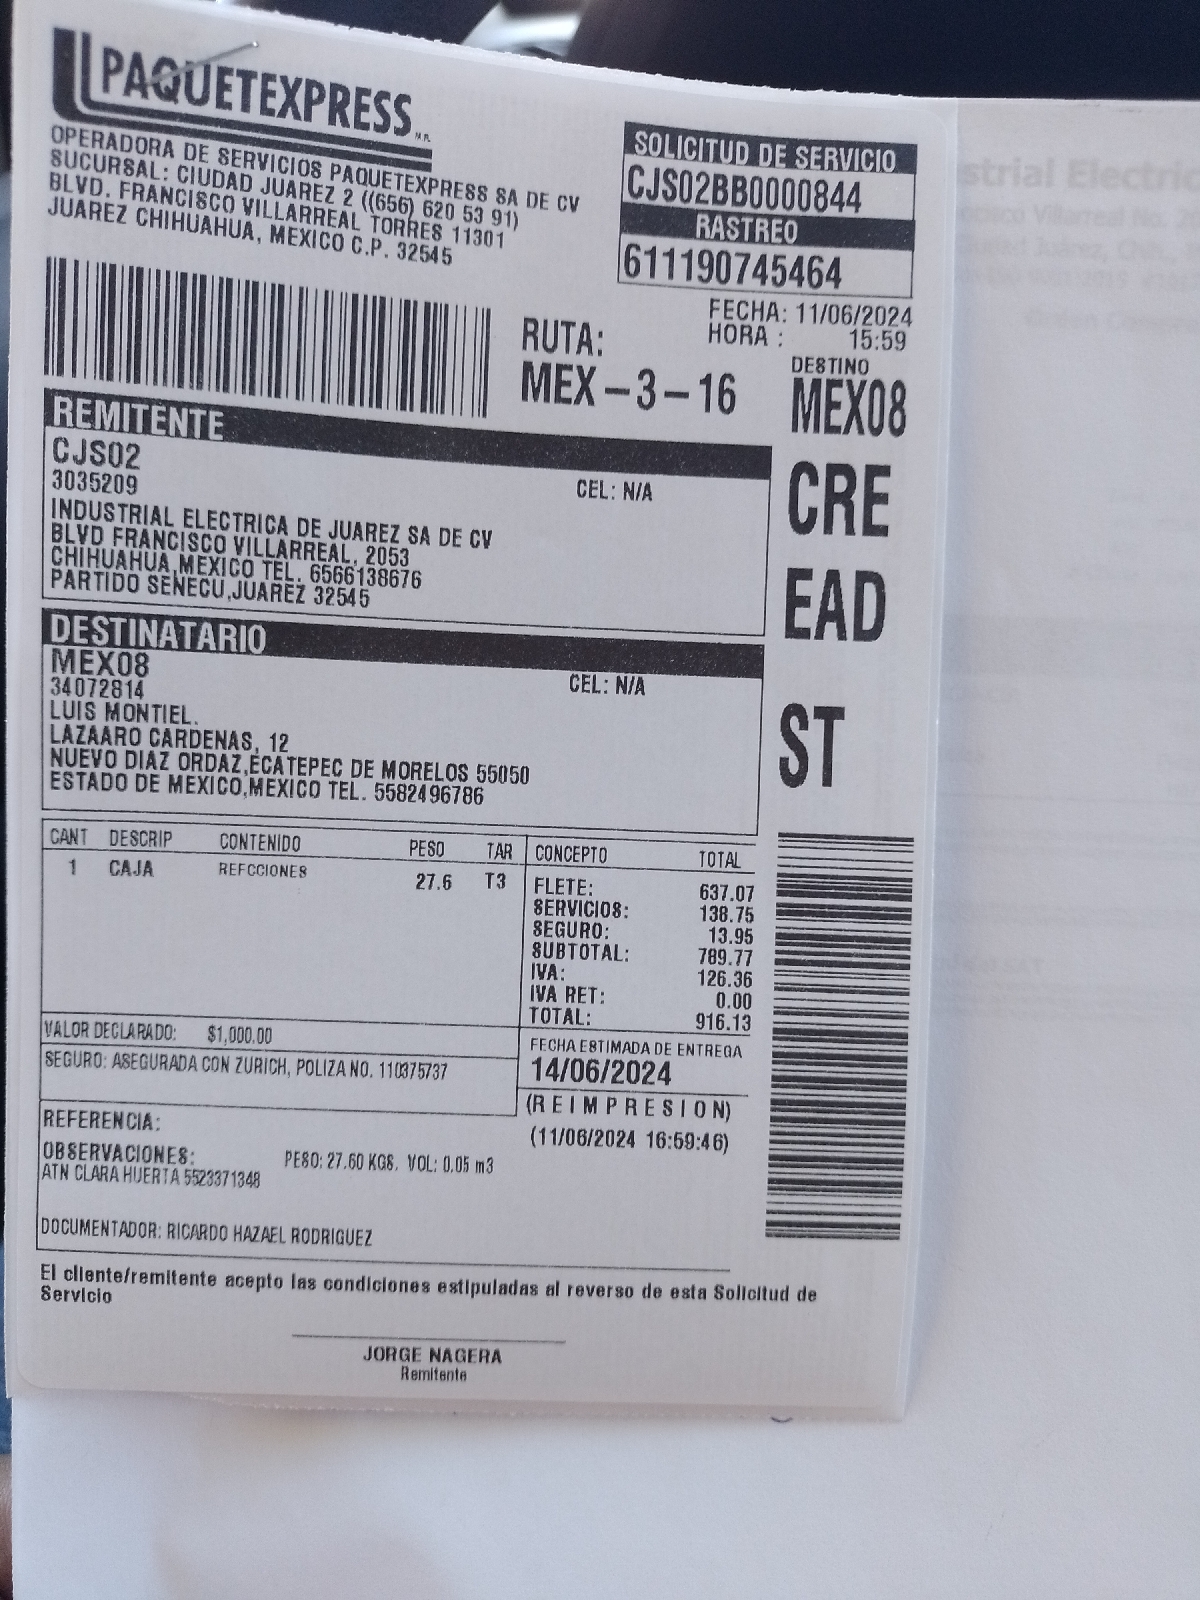 PAQUETEXPRESS M.R.
OPERADORA DE SERVICIOS PAQUETEXPRESS SA DE CV
SUCURSAL: CIUDAD JUAREZ 2 ((656) 620 53 91)
BLVD. FRANCISCO VILLARREAL TORRES 11301
JUAREZ CHIHUAHUA, MEXICO C.P. 32545
SOLICITUD DE SERVICIO
CJS02BB0000844
RASTREO
611190745464
FECHA: 11/06/2024
HORA : 15:59
RUTA:
MEX-3-16
DESTINO
MEX08
CRE
EAD
ST
REMITENTE
CJS02
3035209
CEL: N/A
INDUSTRIAL ELECTRICA DE JUAREZ SA DE CV
BLVD FRANCISCO VILLARREAL, 2053
CHIHUAHUA,MEXICO TEL. 6566138676
PARTIDO SENECU,JUAREZ 32545
DESTINATARIO
MEX08
34072814
CEL: N/A
LUIS MONTIEL.
LAZAARO CARDENAS, 12
NUEVO DIAZ ORDAZ,ECATEPEC DE MORELOS 55050
ESTADO DE MEXICO,MEXICO TEL. 5582496786
CANT DESCRIP CONTENIDO PESO TAR
1 CAJA REFCCIONES 27.6 T3
CONCEPTO TOTAL
FLETE: 637.07
SERVICIOS: 138.75
SEGURO: 13.95
SUBTOTAL: 789.77
IVA: 126.36
IVA RET: 0.00
TOTAL: 916.13
VALOR DECLARADO: $1,000.00
SEGURO: ASEGURADA CON ZURICH, POLIZA NO. 110375737
FECHA ESTIMADA DE ENTREGA
14/06/2024
(REIMPRESION)
(11/06/2024 16:59:46)
REFERENCIA:
OBSERVACIONES: PESO: 27.60 KGS. VOL: 0.05 m3
ATN CLARA HUERTA 5523371348
DOCUMENTADOR: RICARDO HAZAEL RODRIGUEZ
El cliente/remitente acepto las condiciones estipuladas al reverso de esta Solicitud de
Servicio
JORGE NAGERA
Remitente
strial Electric